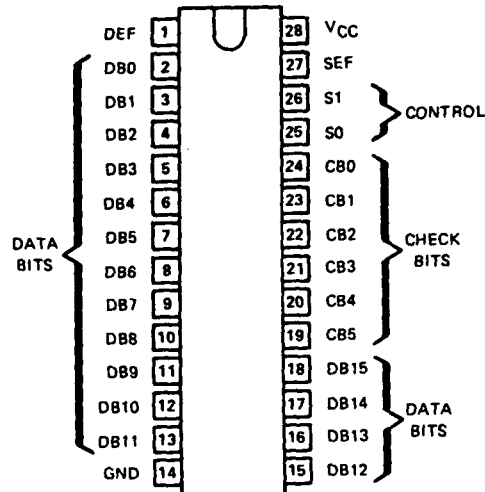 DEF 1 28 VCC
DB0 2 27 SEF
DB1 3 26 S1
CONTROL
DB2 4 25 S0
DB3 5 24 CB0
DB4 6 23 CB1
DB5 7 22 CB2
DATA BITS
CHECK BITS
DB6 8 21 CB3
DB7 9 20 CB4
DB8 10 19 CB5
DB9 11 18 DB15
DB10 12 17 DB14
DATA BITS
DB11 13 16 DB13
GND 14 15 DB12